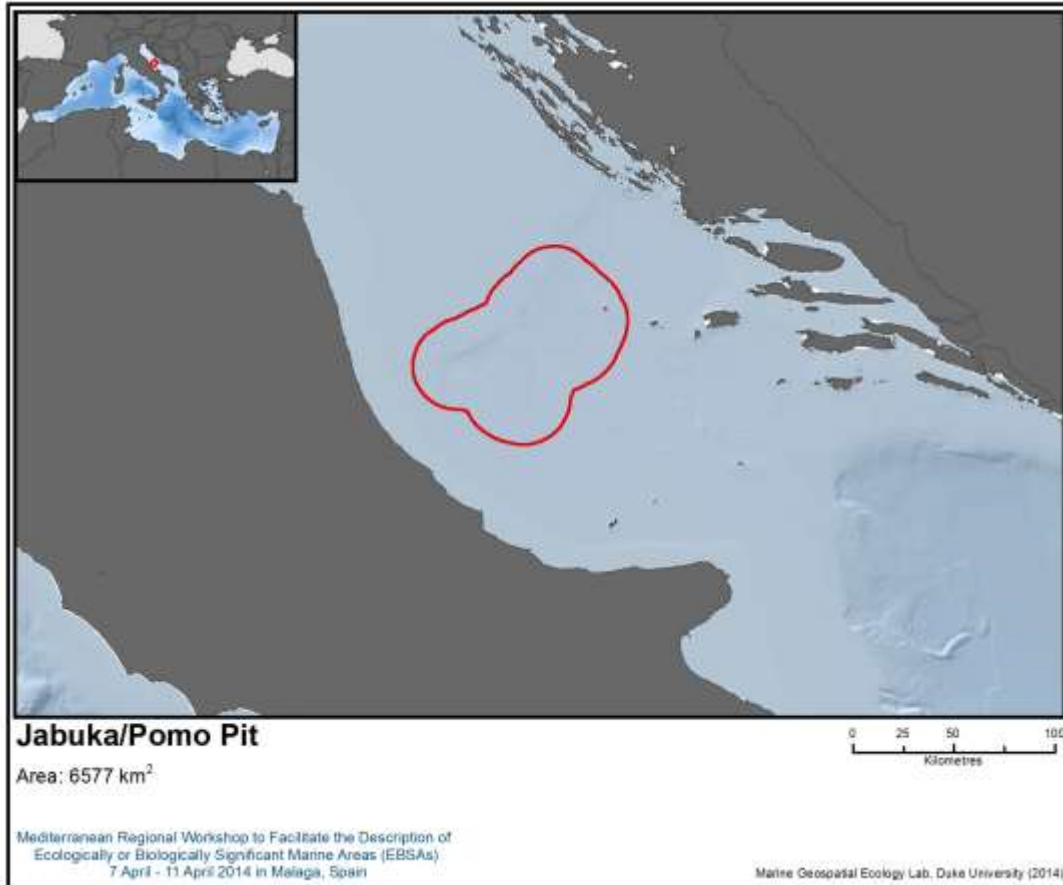 Jabuka/Pomo Pit
Area: 6577 km²
0 25 50 100
Kilometres
Mediterranean Regional Workshop to Facilitate the Description of
Ecologically or Biologically Significant Marine Areas (EBSAs)
7 April - 11 April 2014 in Malaga, Spain
Marine Geospatial Ecology Lab, Duke University (2014)